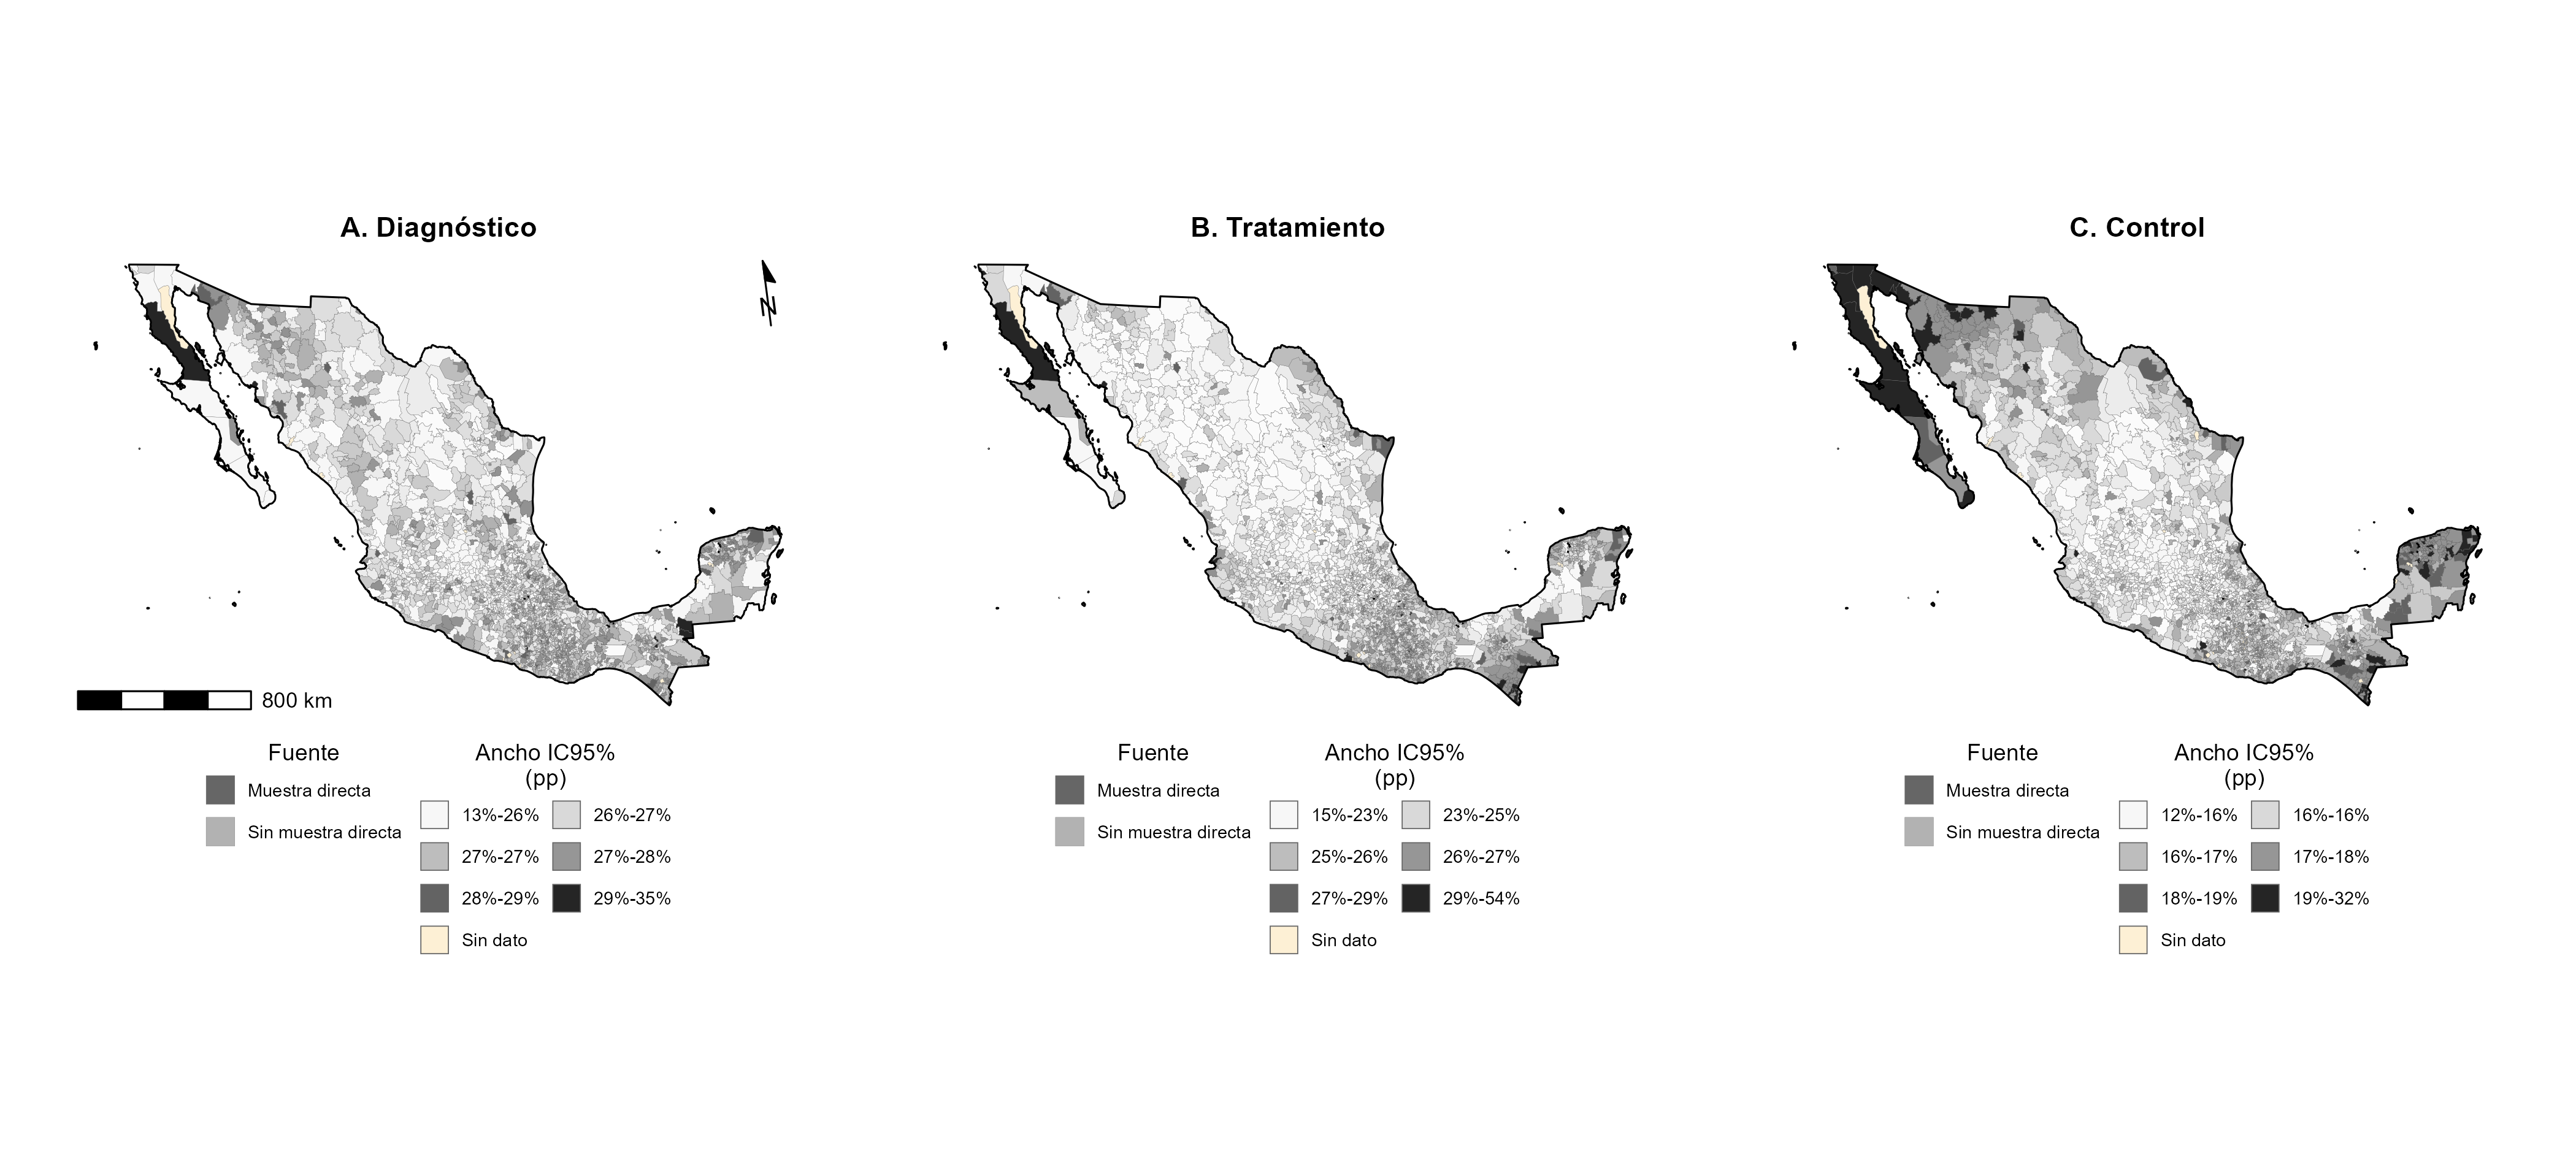 A. Diagnóstico
N
800 km
Fuente
Muestra directa
Sin muestra directa
Ancho IC95%
(pp)
13%-26%
26%-27%
27%-27%
27%-28%
28%-29%
29%-35%
Sin dato
B. Tratamiento
Fuente
Muestra directa
Sin muestra directa
Ancho IC95%
(pp)
15%-23%
23%-25%
25%-26%
26%-27%
27%-29%
29%-54%
Sin dato
C. Control
Fuente
Muestra directa
Sin muestra directa
Ancho IC95%
(pp)
12%-16%
16%-16%
16%-17%
17%-18%
18%-19%
19%-32%
Sin dato